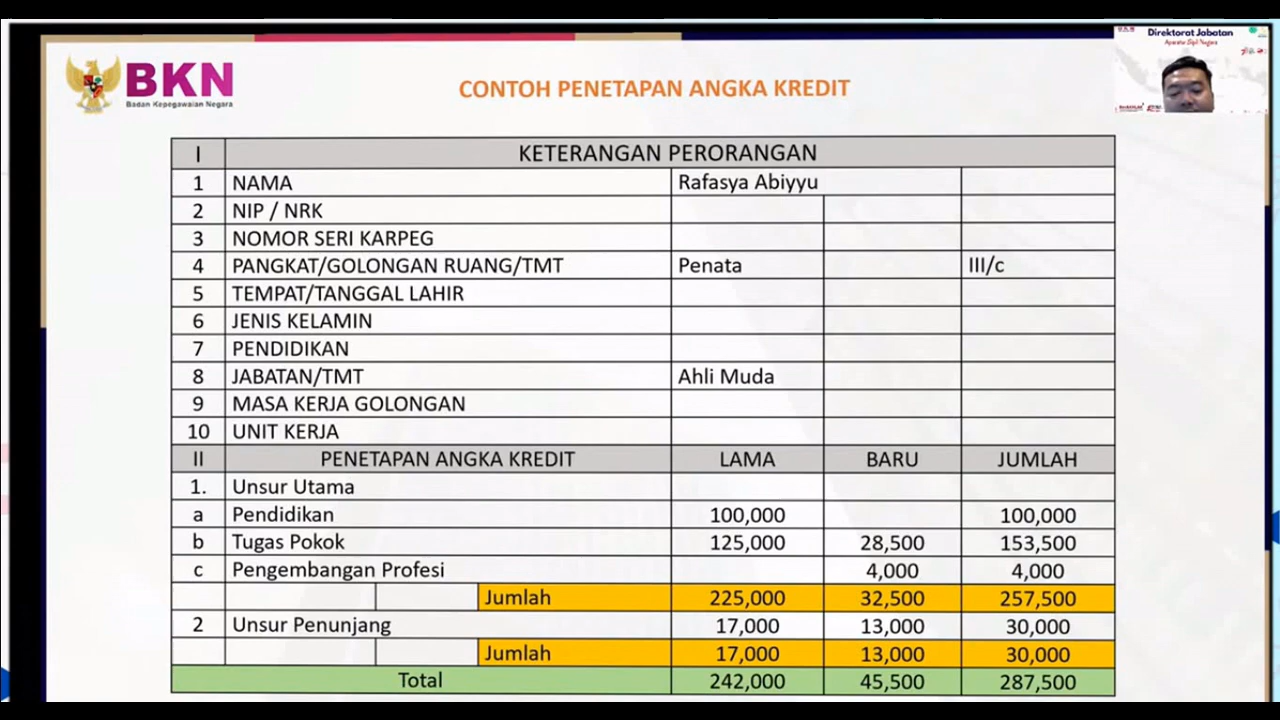 BKN
Badan Kepegawaian Negara
CONTOH PENETAPAN ANGKA KREDIT
Direktorat Jabatan
Aparatur Sipil Negara
I KETERANGAN PERORANGAN
1 NAMA Rafasya Abiyyu
2 NIP / NRK
3 NOMOR SERI KARPEG
4 PANGKAT/GOLONGAN RUANG/TMT Penata III/c
5 TEMPAT/TANGGAL LAHIR
6 JENIS KELAMIN
7 PENDIDIKAN
8 JABATAN/TMT Ahli Muda
9 MASA KERJA GOLONGAN
10 UNIT KERJA
II PENETAPAN ANGKA KREDIT LAMA BARU JUMLAH
1. Unsur Utama
a Pendidikan 100,000 100,000
b Tugas Pokok 125,000 28,500 153,500
c Pengembangan Profesi 4,000 4,000
Jumlah 225,000 32,500 257,500
2 Unsur Penunjang 17,000 13,000 30,000
Jumlah 17,000 13,000 30,000
Total 242,000 45,500 287,500